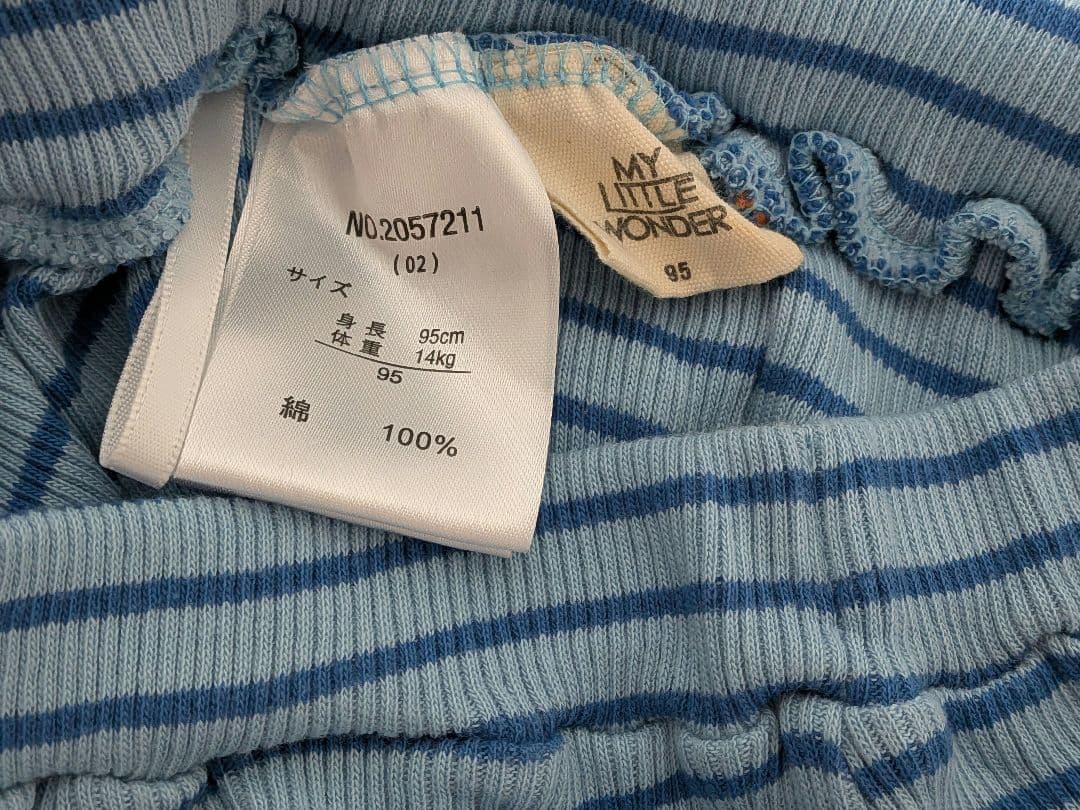 NO.2057211
(02)
サイズ
身長 95cm
体重 14kg
95
綿 100%
MY
LITTLE
WONDER
95